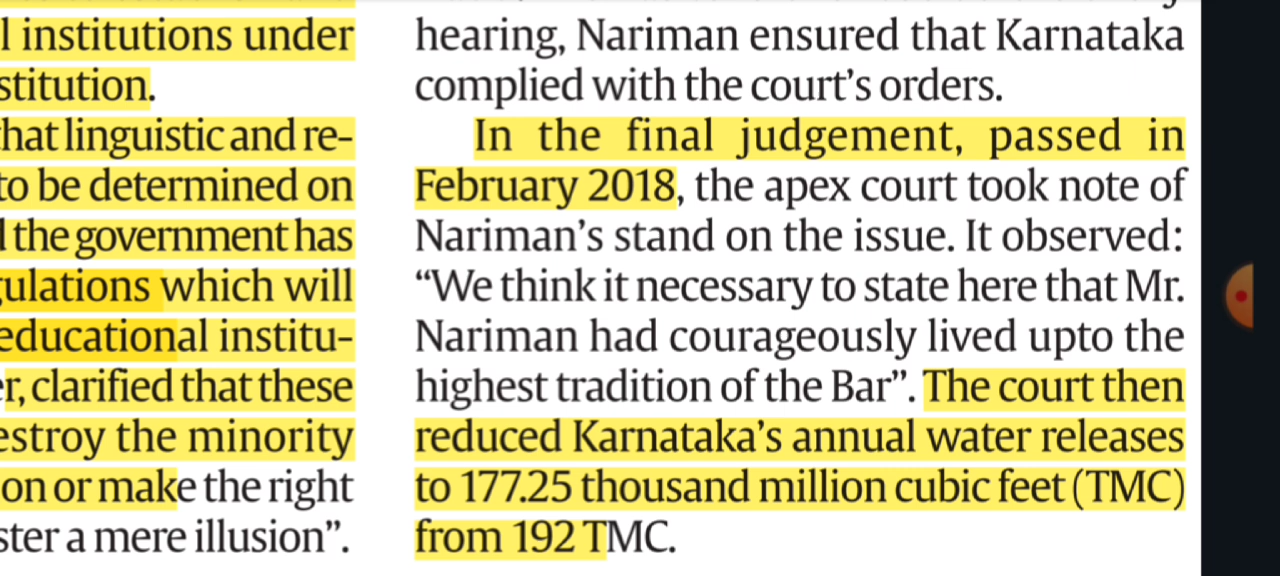 l institutions under
stitution.
that linguistic and re-
to be determined on
the government has
gulations which will
educational institu-
r, clarified that these
estroy the minority
on or make the right
ster a mere illusion”.
hearing, Nariman ensured that Karnataka
complied with the court’s orders.
In the final judgement, passed in
February 2018, the apex court took note of
Nariman’s stand on the issue. It observed:
“We think it necessary to state here that Mr.
Nariman had courageously lived upto the
highest tradition of the Bar”. The court then
reduced Karnataka’s annual water releases
to 177.25 thousand million cubic feet (TMC)
from 192 TMC.